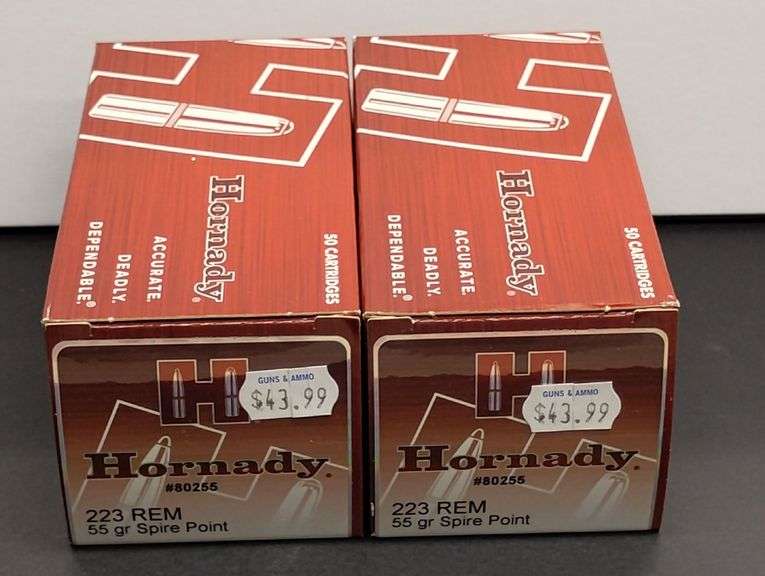 Hornady®
ACCURATE.
DEADLY.
DEPENDABLE.®
50 CARTRIDGES
Hornady®
ACCURATE.
DEADLY.
DEPENDABLE.®
50 CARTRIDGES
H
GUNS & AMMO
$43.99
Hornady®
#80255
223 REM
55 gr Spire Point
H
GUNS & AMMO
$43.99
Hornady®
#80255
223 REM
55 gr Spire Point